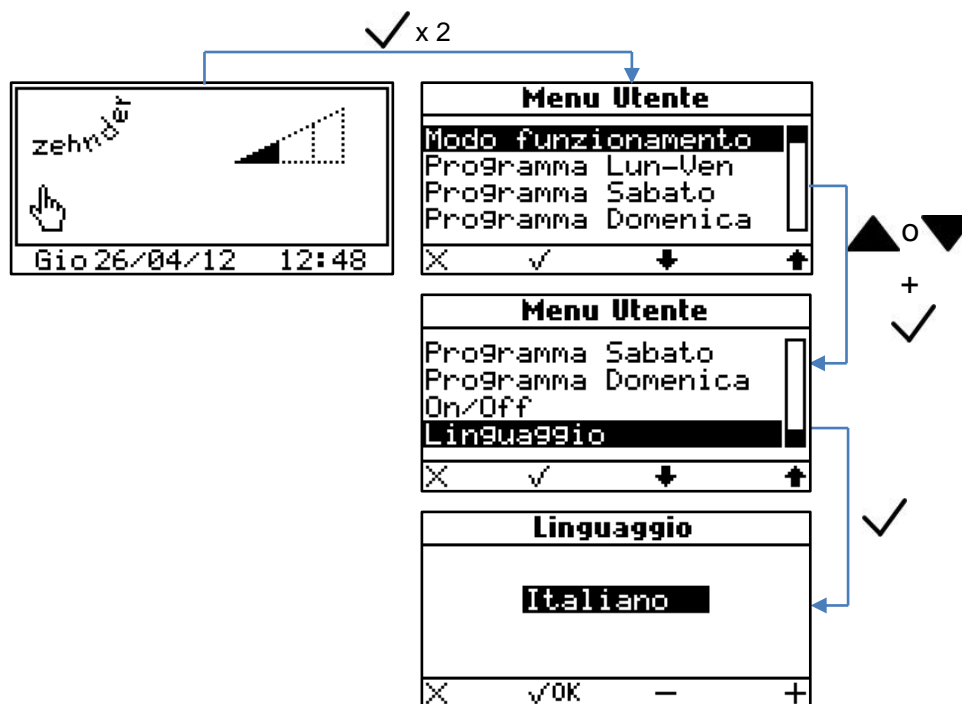 x 2
zehnder
Gio 26/04/12 12:48
Menu Utente
Modo funzionamento
Programma Lun-Ven
Programma Sabato
Programma Domenica
o
+
Menu Utente
Programma Sabato
Programma Domenica
On/Off
Linguaggio
Linguaggio
Italiano
OK − +